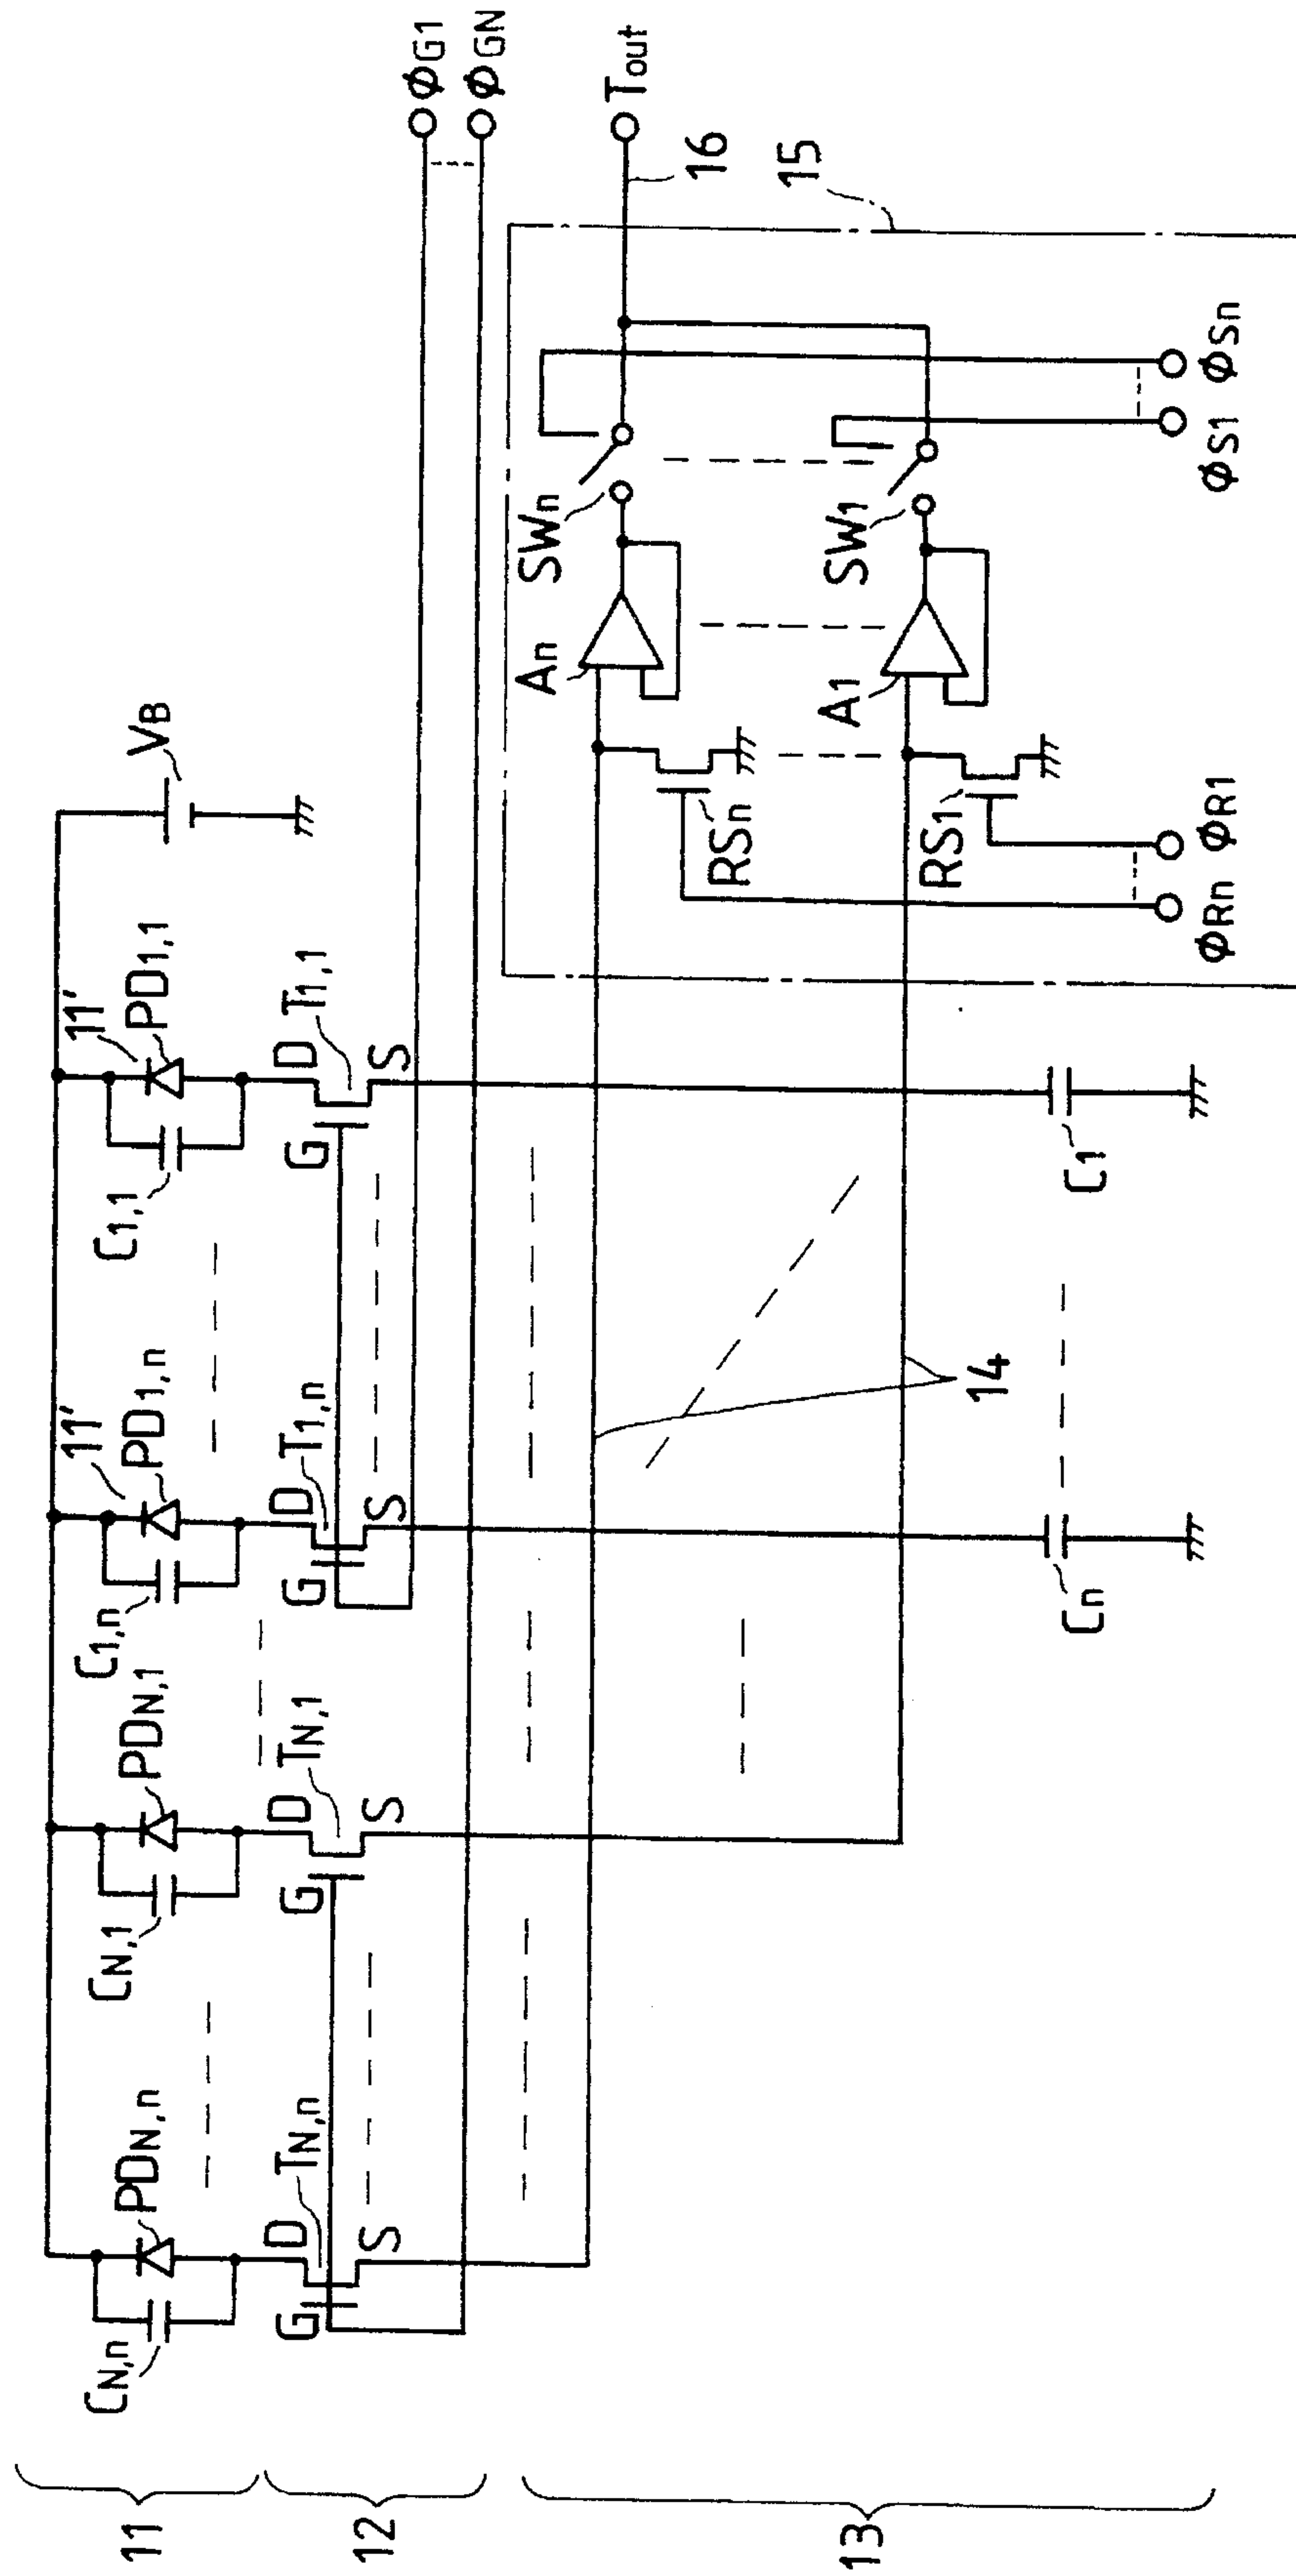 11
12
13
CN,n
PDN,n
CN,1
PDN,1
C1,n
PD1,n
11'
C1,1
PD1,1
11'
VB
G
D
S
TN,n
G
D
S
TN,1
G
D
S
T1,n
G
D
S
T1,1
ΦG1
ΦGN
Tout
16
15
14
An
SWn
RSn
A1
SW1
RS1
Cn
C1
ΦRn
ΦR1
ΦS1
ΦSn